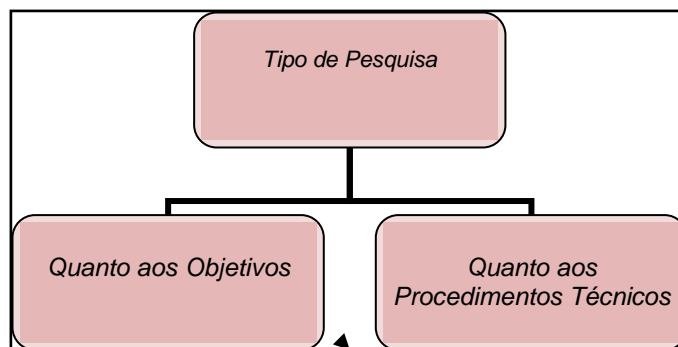 Tipo de Pesquisa
Quanto aos Objetivos
Quanto aos
Procedimentos Técnicos